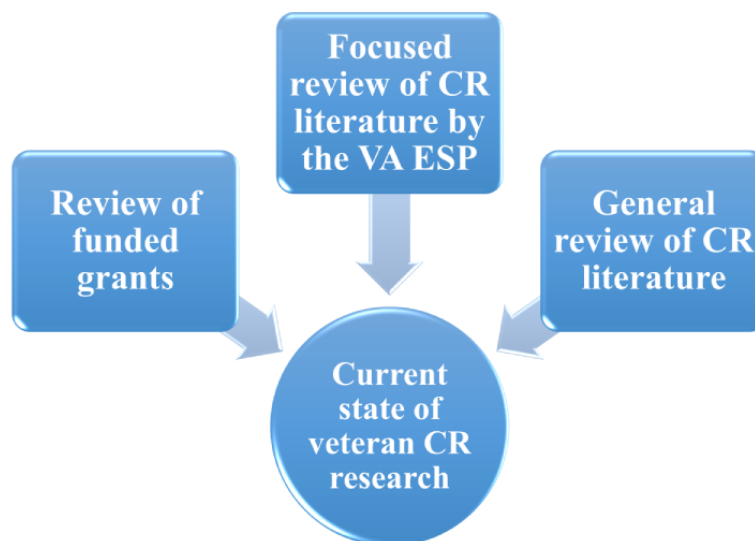 Focused
review of CR
literature by
the VA ESP
Review of
funded
grants
General
review of CR
literature
Current
state of
veteran CR
research